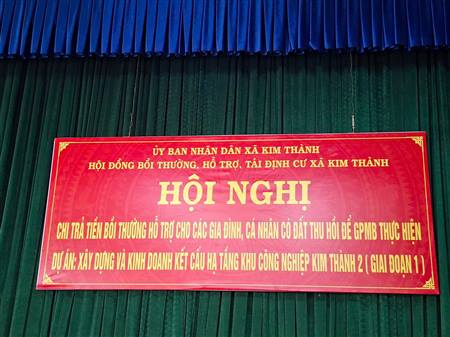 ỦY BAN NHÂN DÂN XÃ KIM THÀNH
HỘI ĐỒNG BỒI THƯỜNG, HỖ TRỢ, TÁI ĐỊNH CƯ XÃ KIM THÀNH
HỘI NGHỊ
CHI TRẢ TIỀN BỒI THƯỜNG HỖ TRỢ CHO CÁC GIA ĐÌNH, CÁ NHÂN CÓ ĐẤT THU HỒI ĐỂ GPMB THỰC HIỆN
DỰ ÁN: XÂY DỰNG VÀ KINH DOANH KẾT CẤU HẠ TẦNG KHU CÔNG NGHIỆP KIM THÀNH 2 ( GIAI ĐOẠN 1 )